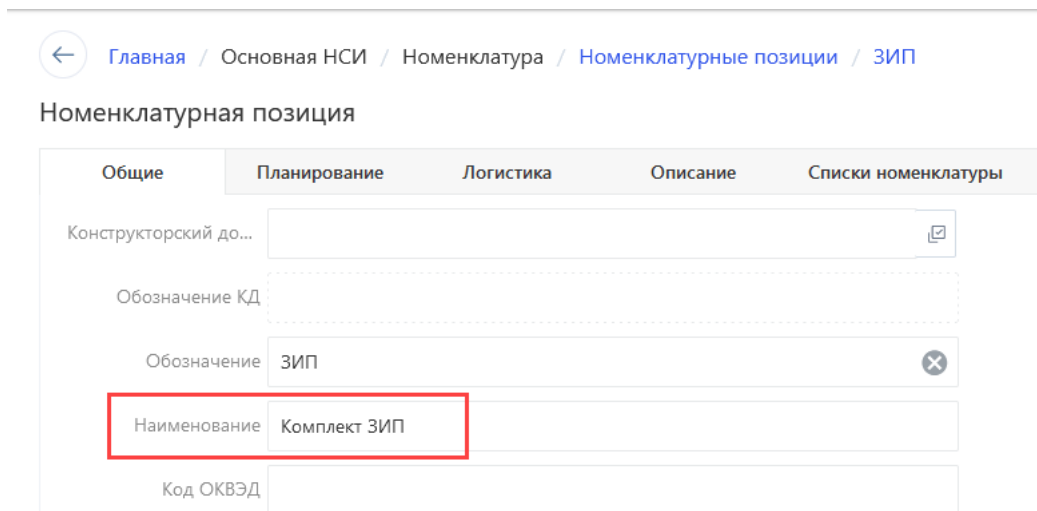 Главная / Основная НСИ / Номенклатура / Номенклатурные позиции / ЗИП
Номенклатурная позиция
Общие Планирование Логистика Описание Списки номенклатуры
Конструкторский до...
Обозначение КД
Обозначение ЗИП
Наименование Комплект ЗИП
Код ОКВЭД